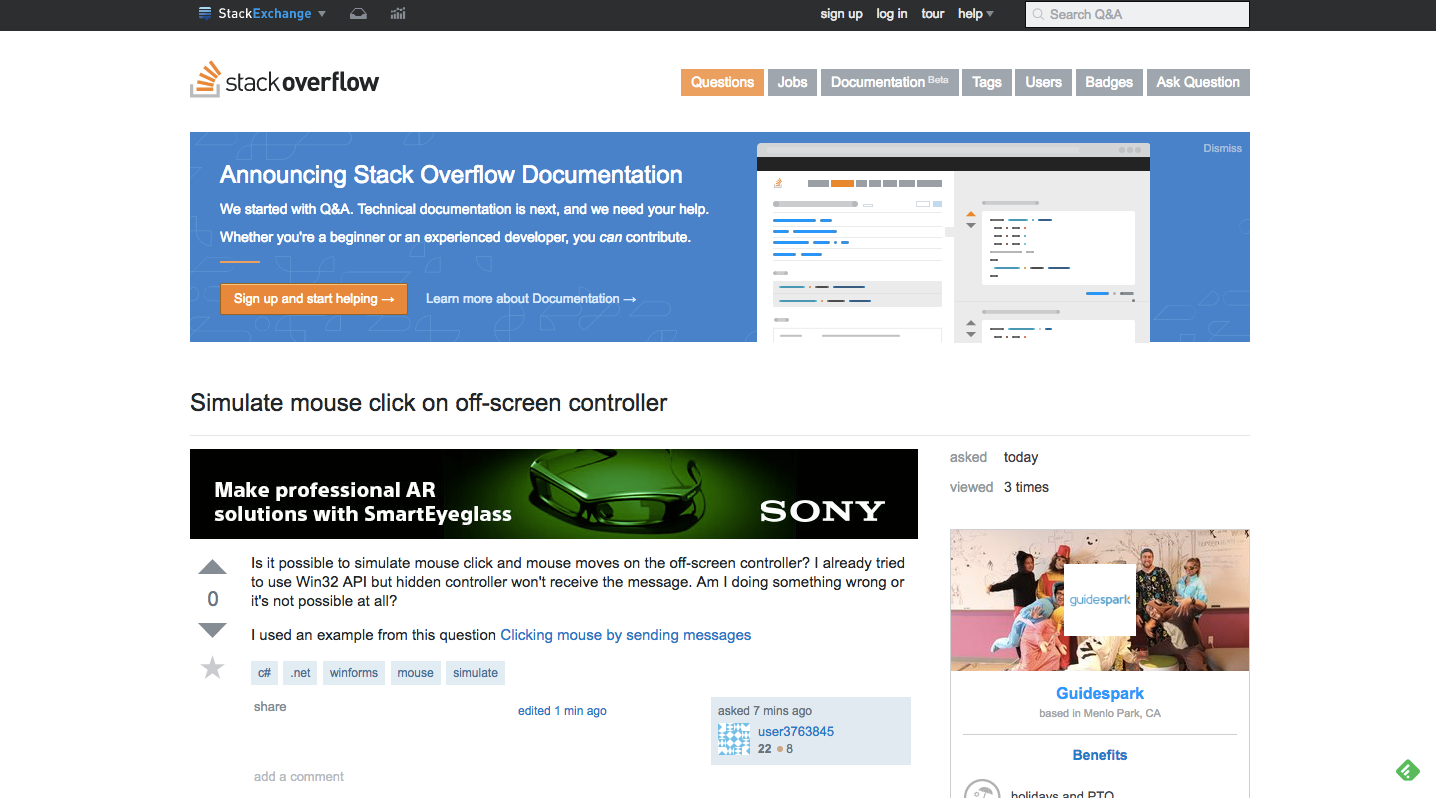 StackExchange
sign up log in tour help
Search Q&A
stackoverflow
Questions Jobs Documentation Beta Tags Users Badges Ask Question
Announcing Stack Overflow Documentation
Dismiss
We started with Q&A. Technical documentation is next, and we need your help.
Whether you're a beginner or an experienced developer, you can contribute.
Sign up and start helping → Learn more about Documentation →
Simulate mouse click on off-screen controller
Make professional AR
solutions with SmartEyeglass
SONY
0
Is it possible to simulate mouse click and mouse moves on the off-screen controller? I already tried
to use Win32 API but hidden controller won't receive the message. Am I doing something wrong or
it's not possible at all?
I used an example from this question Clicking mouse by sending messages
c# .net winforms mouse simulate
share
edited 1 min ago
asked 7 mins ago
user3763845
22 ●8
add a comment
asked today
viewed 3 times
guidespark
Guidespark
based in Menlo Park, CA
Benefits
holidays and PTO